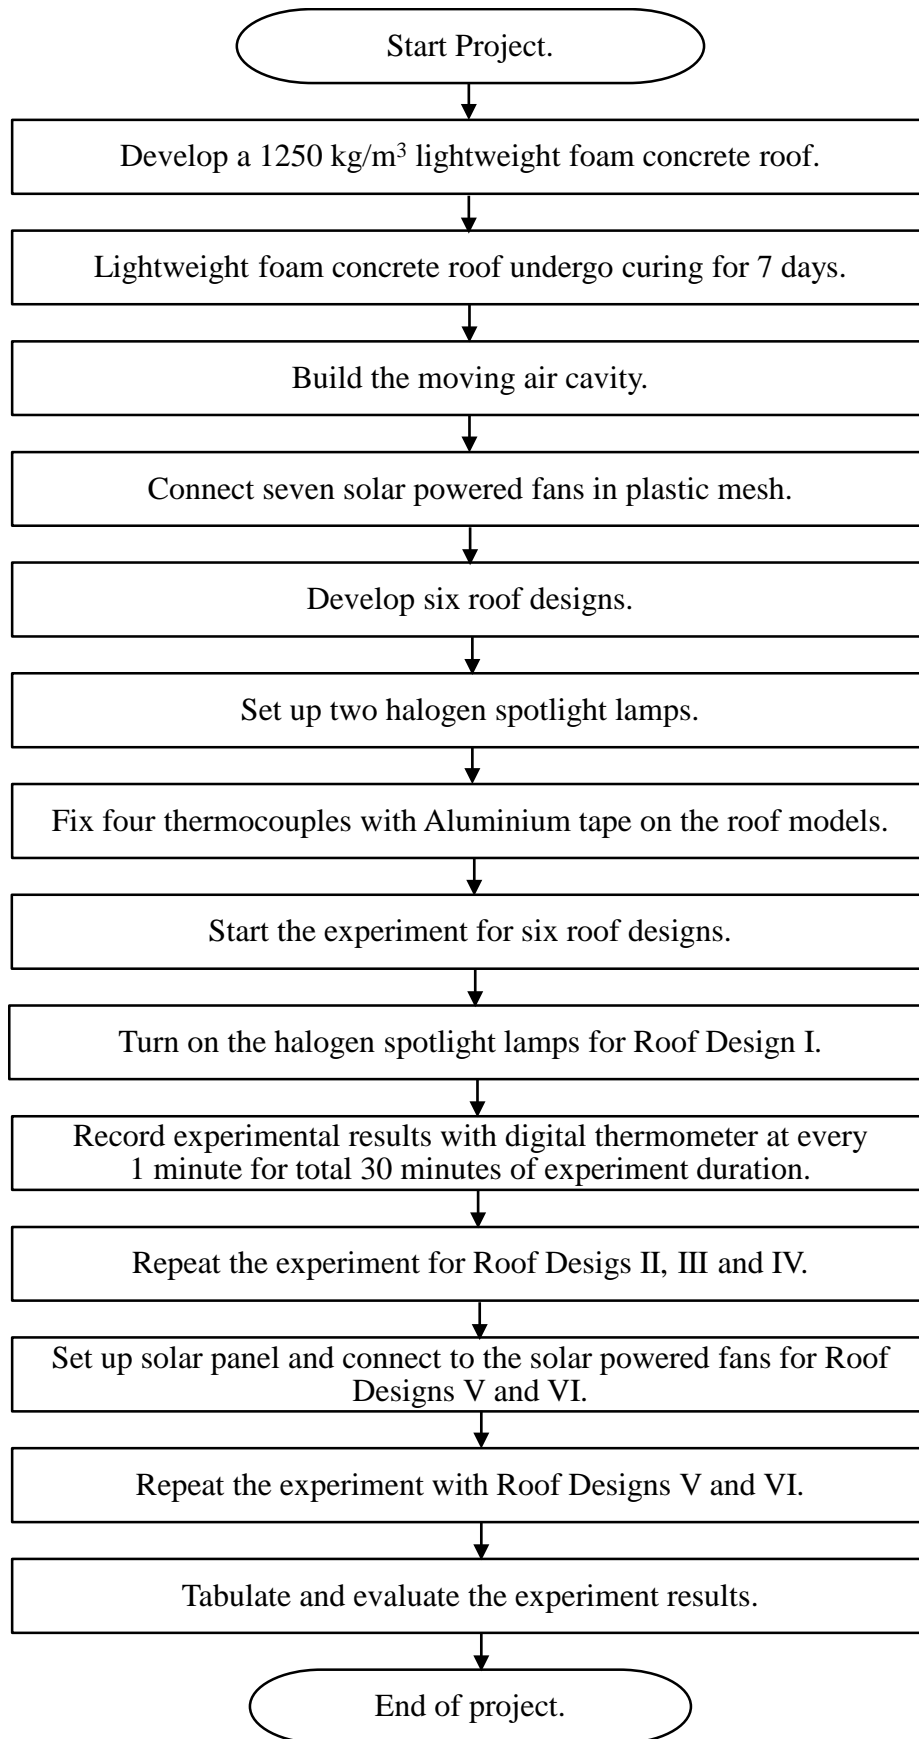 Start Project.
Develop a 1250 kg/m³ lightweight foam concrete roof.
Lightweight foam concrete roof undergo curing for 7 days.
Build the moving air cavity.
Connect seven solar powered fans in plastic mesh.
Develop six roof designs.
Set up two halogen spotlight lamps.
Fix four thermocouples with Aluminium tape on the roof models.
Start the experiment for six roof designs.
Turn on the halogen spotlight lamps for Roof Design I.
Record experimental results with digital thermometer at every
1 minute for total 30 minutes of experiment duration.
Repeat the experiment for Roof Desigs II, III and IV.
Set up solar panel and connect to the solar powered fans for Roof
Designs V and VI.
Repeat the experiment with Roof Designs V and VI.
Tabulate and evaluate the experiment results.
End of project.